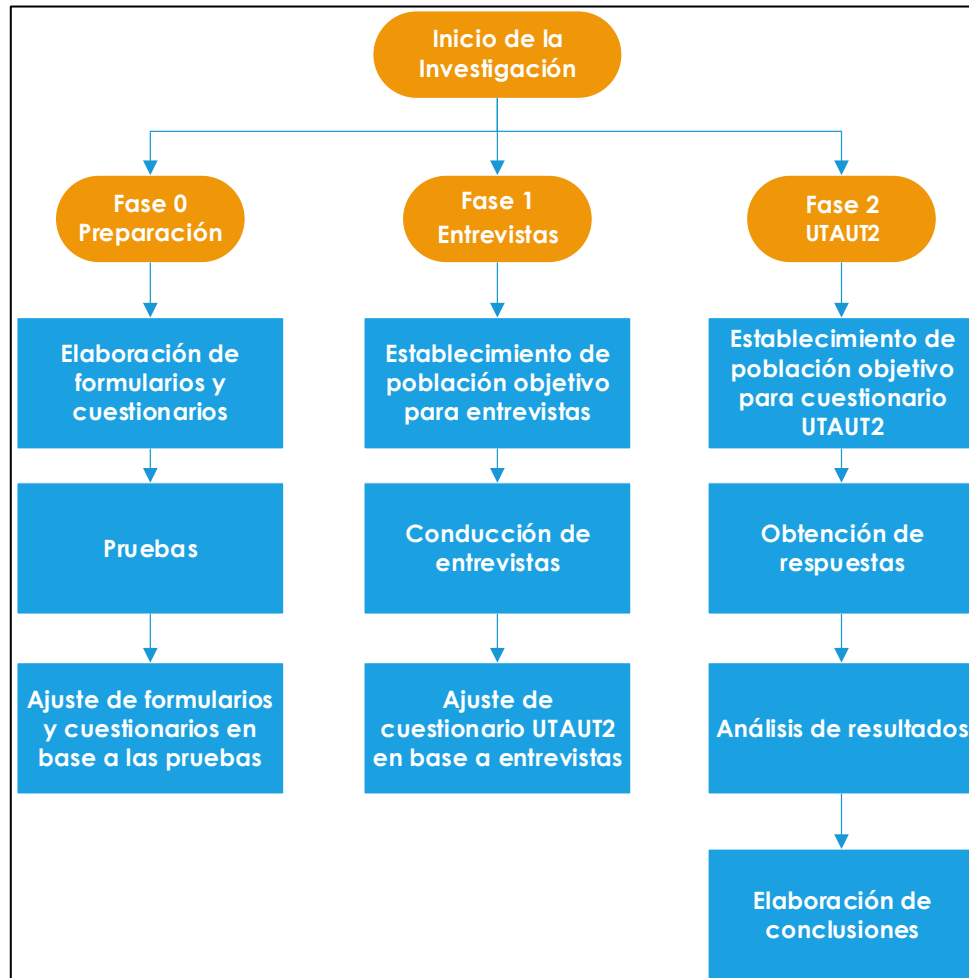 Inicio de la
Investigación
Fase 0
Preparación
Fase 1
Entrevistas
Fase 2
UTAUT2
Elaboración de
formularios y
cuestionarios
Establecimiento de
población objetivo
para entrevistas
Establecimiento de
población objetivo
para cuestionario
UTAUT2
Pruebas
Conducción de
entrevistas
Obtención de
respuestas
Ajuste de formularios
y cuestionarios en
base a las pruebas
Ajuste de
cuestionario UTAUT2
en base a entrevistas
Análisis de resultados
Elaboración de
conclusiones